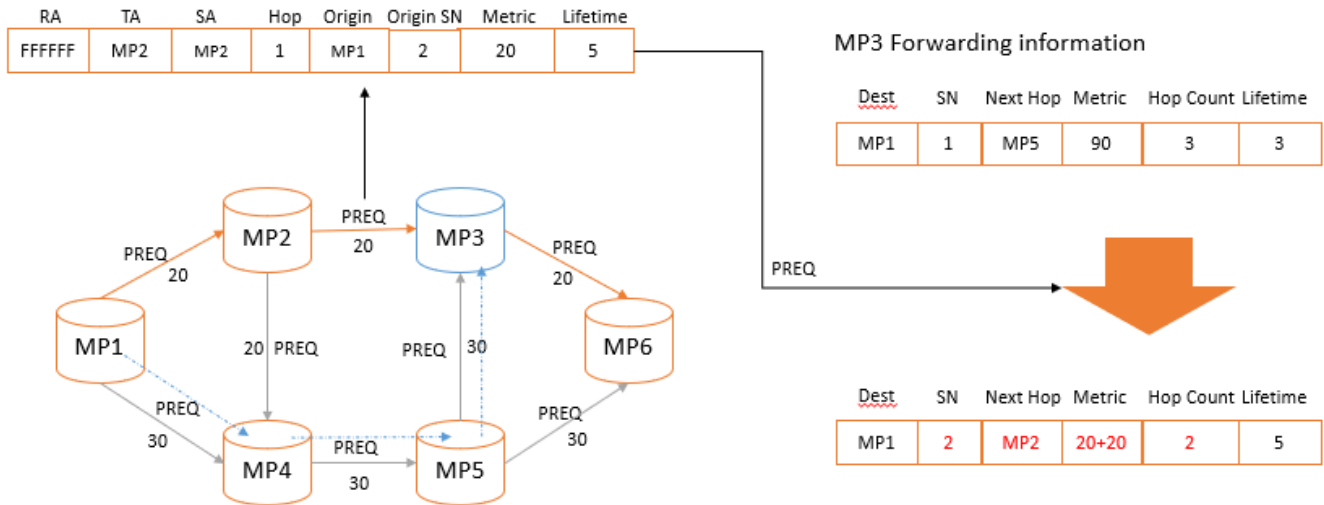 RA TA SA Hop Origin Origin SN Metric Lifetime
FFFFFF MP2 MP2 1 MP1 2 20 5
MP3 Forwarding information
Dest SN Next Hop Metric Hop Count Lifetime
MP1 1 MP5 90 3 3
PREQ
MP2
PREQ
20
MP3
PREQ
20
PREQ
20
PREQ
MP1
20 PREQ
PREQ 30
MP6
PREQ
30
MP4
PREQ
30
MP5
PREQ
30
Dest SN Next Hop Metric Hop Count Lifetime
MP1 2 MP2 20+20 2 5